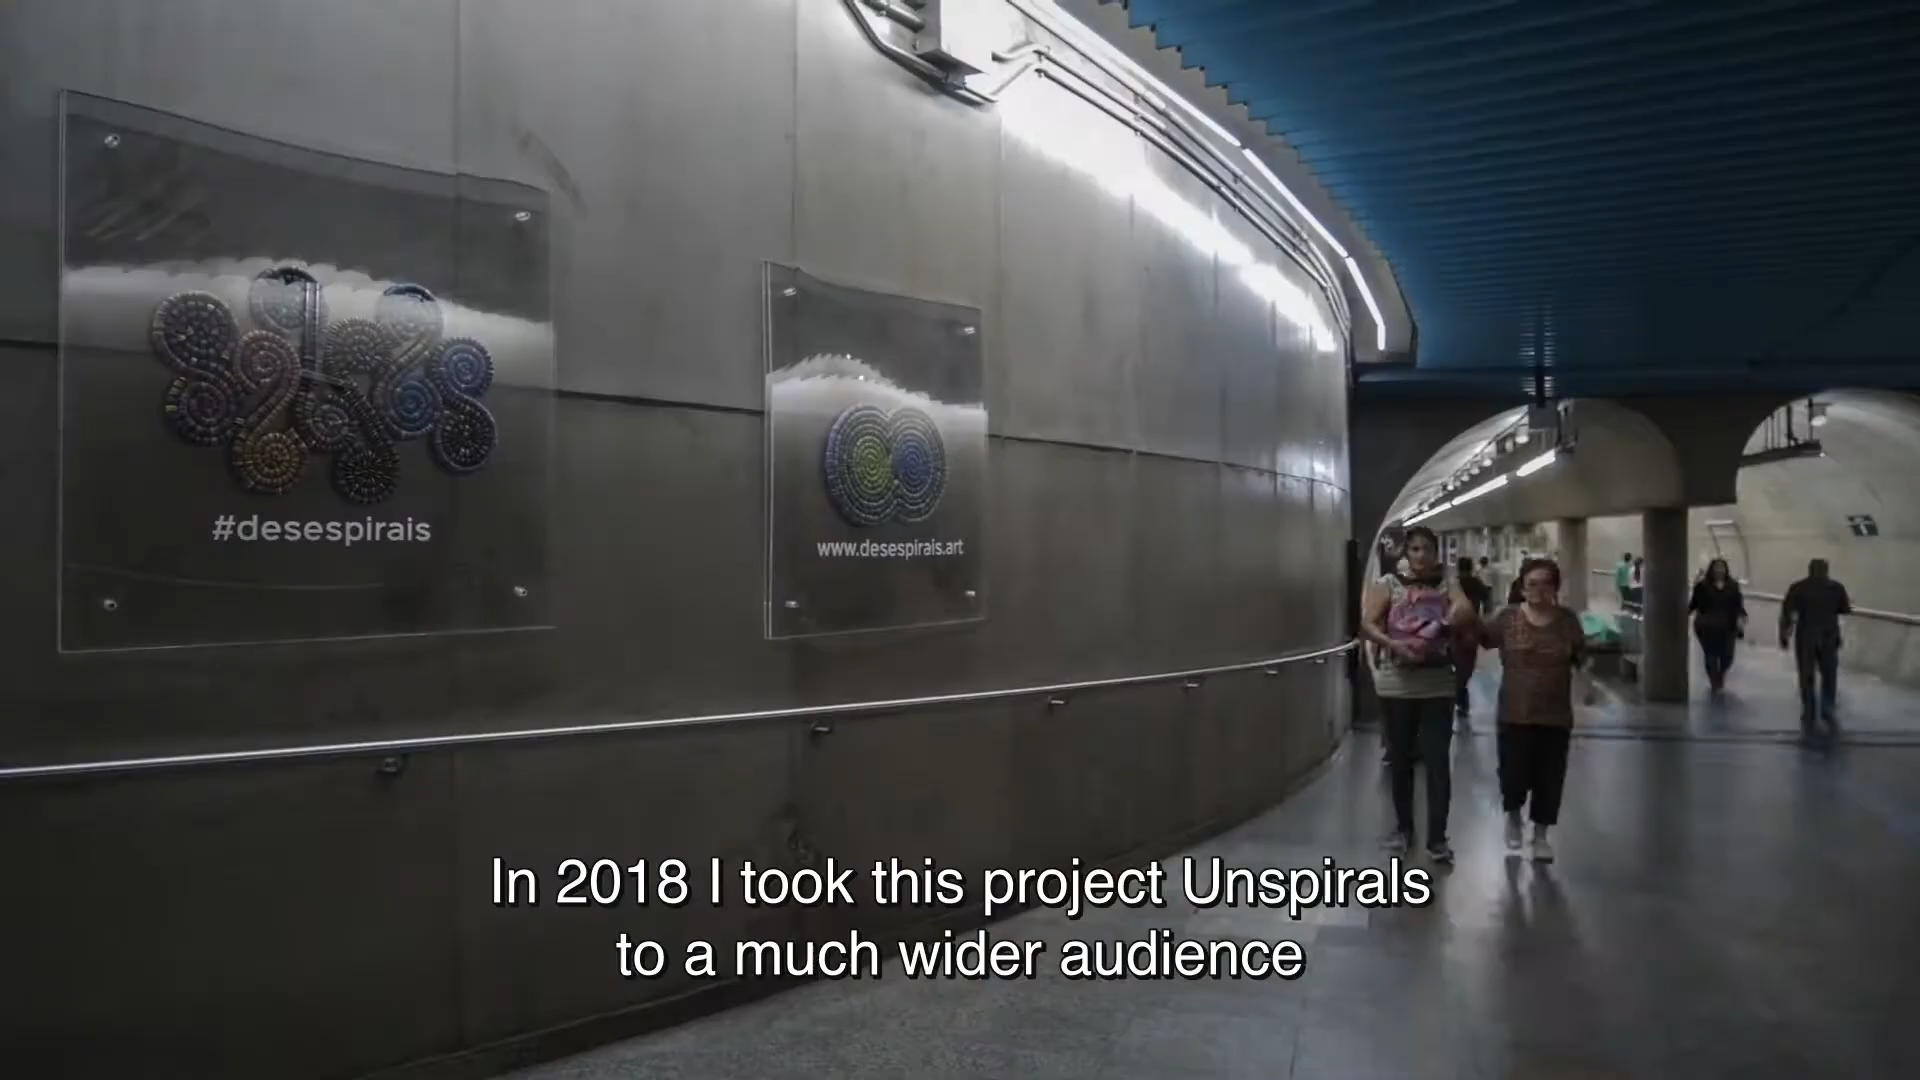 #desespirais
www.desespirais.art
In 2018 I took this project Unspirals
to a much wider audience